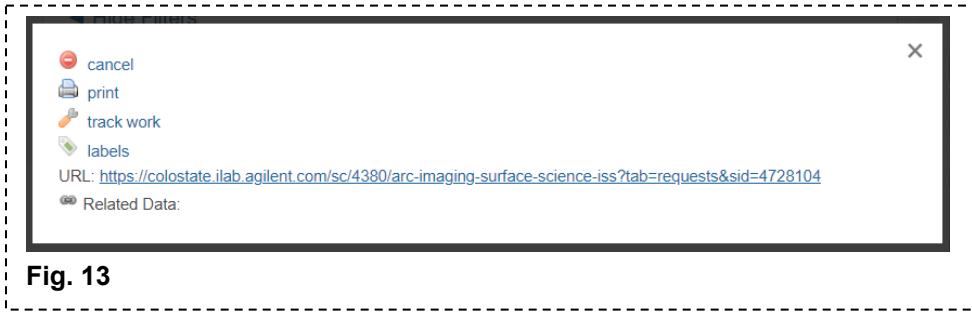 Hide Filters
×
cancel
print
track work
labels
URL: https://colostate.ilab.agilent.com/sc/4380/arc-imaging-surface-science-iss?tab=requests&sid=4728104
Related Data:
Fig. 13